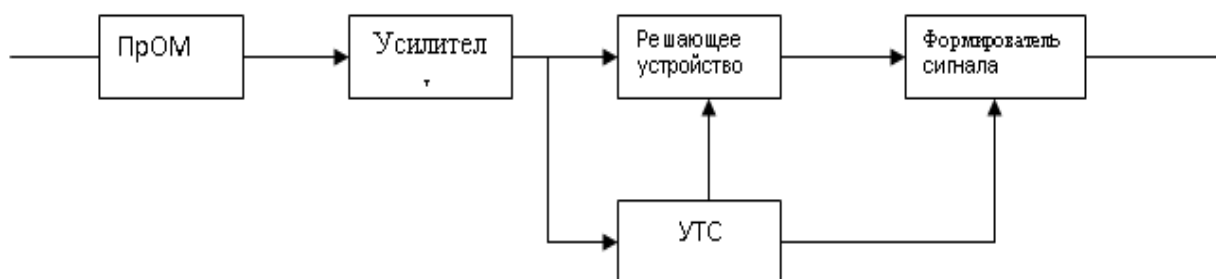 ПрОМ
Усилител
Решающее
устройство
Формирователь
сигнала
УТС